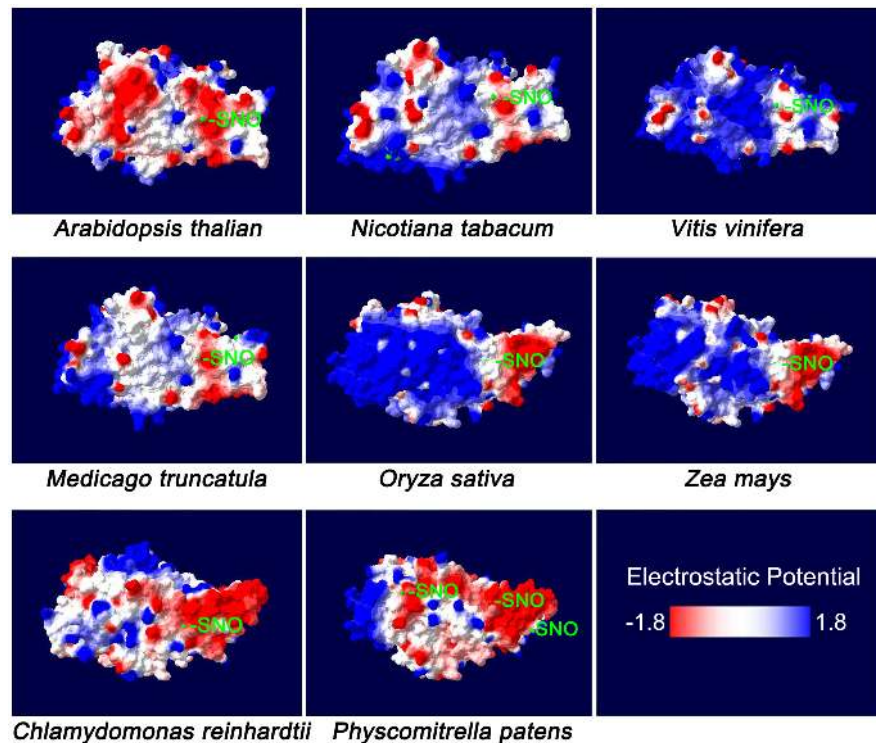 -SNO
-SNO
-SNO
Arabidopsis thalian
Nicotiana tabacum
Vitis vinifera
-SNO
-SNO
-SNO
Medicago truncatula
Oryza sativa
Zea mays
-SNO
-SNO
-SNO
-SNO
Electrostatic Potential
-1.8
1.8
Chlamydomonas reinhardtii
Physcomitrella patens